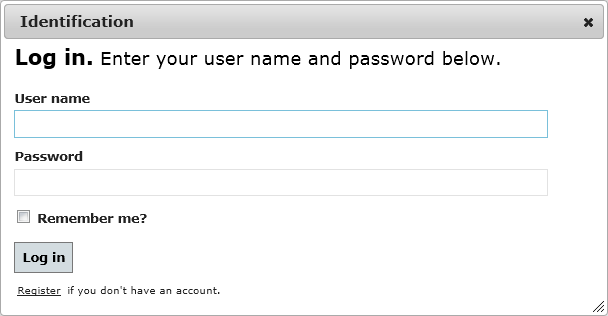 Identification
Log in. Enter your user name and password below.
User name
Password
Remember me?
Log in
Register if you don't have an account.